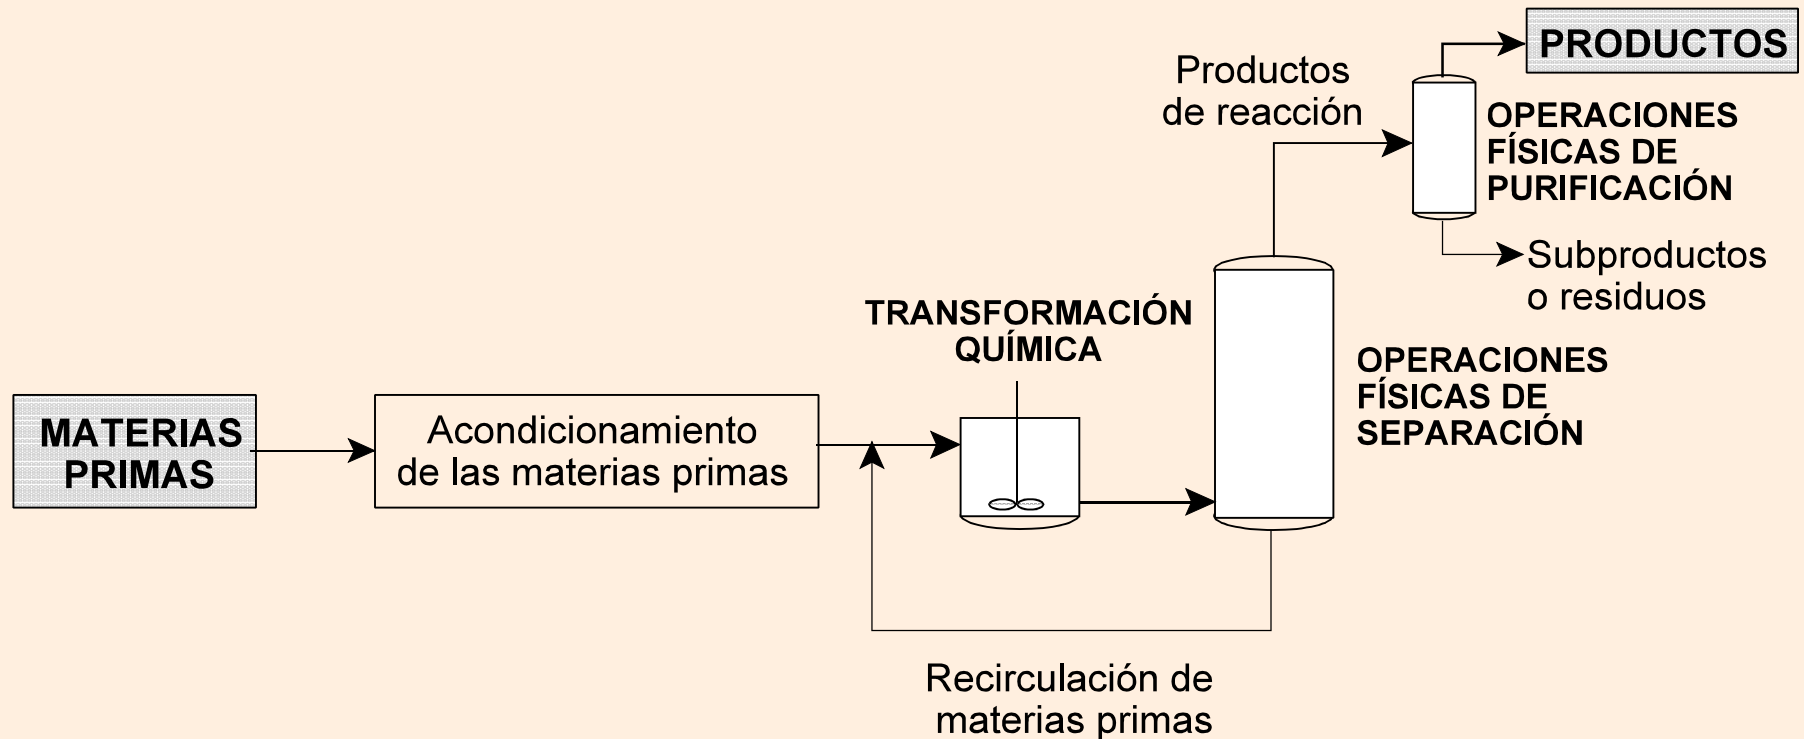 PRODUCTOS
Productos
de reacción
OPERACIONES
FÍSICAS DE
PURIFICACIÓN
Subproductos
o residuos
TRANSFORMACIÓN
QUÍMICA
OPERACIONES
FÍSICAS DE
SEPARACIÓN
MATERIAS
PRIMAS
Acondicionamiento
de las materias primas
Recirculación de
materias primas